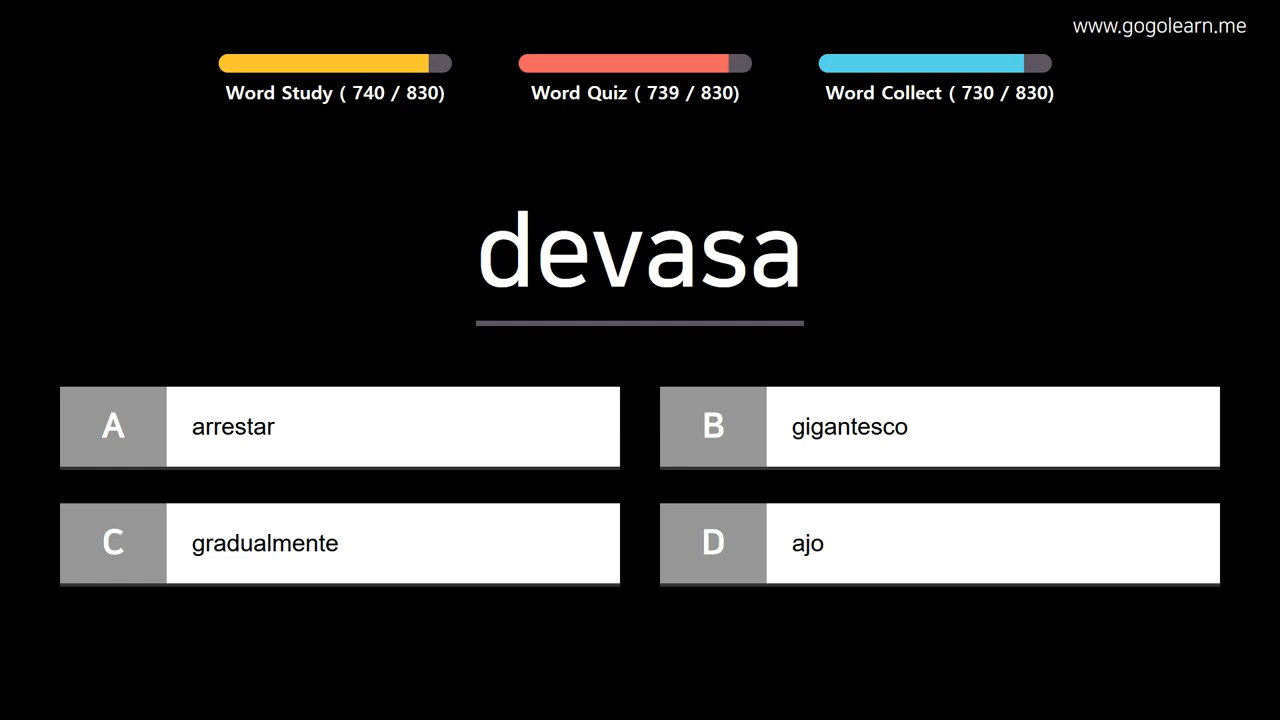 www.gogolearn.me
Word Study ( 740 / 830)
Word Quiz ( 739 / 830)
Word Collect ( 730 / 830)
devasa
A arrestar
B gigantesco
C gradualmente
D ajo